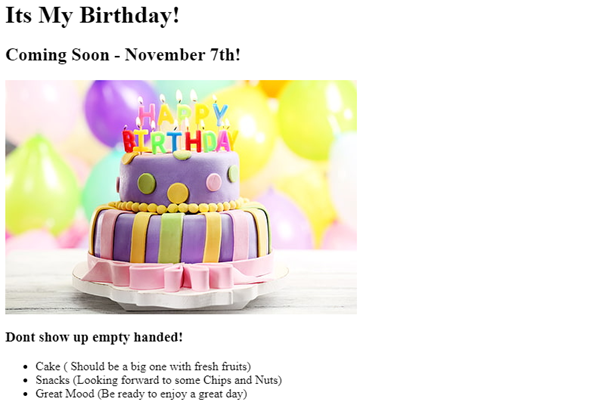 Its My Birthday!
Coming Soon - November 7th!
HAPPY
BIRTHDAY
Dont show up empty handed!
Cake ( Should be a big one with fresh fruits)
Snacks (Looking forward to some Chips and Nuts)
Great Mood (Be ready to enjoy a great day)